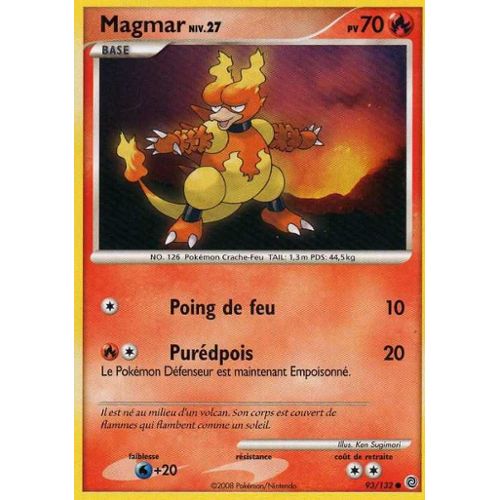 Magmar NIV.27 PV 70
BASE
NO. 126 Pokémon Crache-Feu TAIL: 1,3 m PDS: 44,5 kg
Poing de feu 10
Purédpois 20
Le Pokémon Défenseur est maintenant Empoisonné.
Il est né au milieu d'un volcan. Son corps est couvert de
flammes qui flambent comme un soleil.
Illus. Ken Sugimori
faiblesse résistance coût de retraite
+20
©2008 Pokémon/Nintendo 93/132